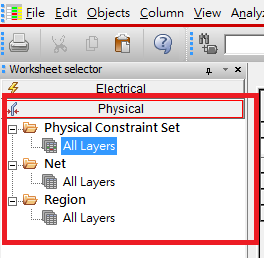 File Edit Objects Column View Analy
Worksheet selector
Electrical
Physical
Physical Constraint Set
All Layers
Net
All Layers
Region
All Layers